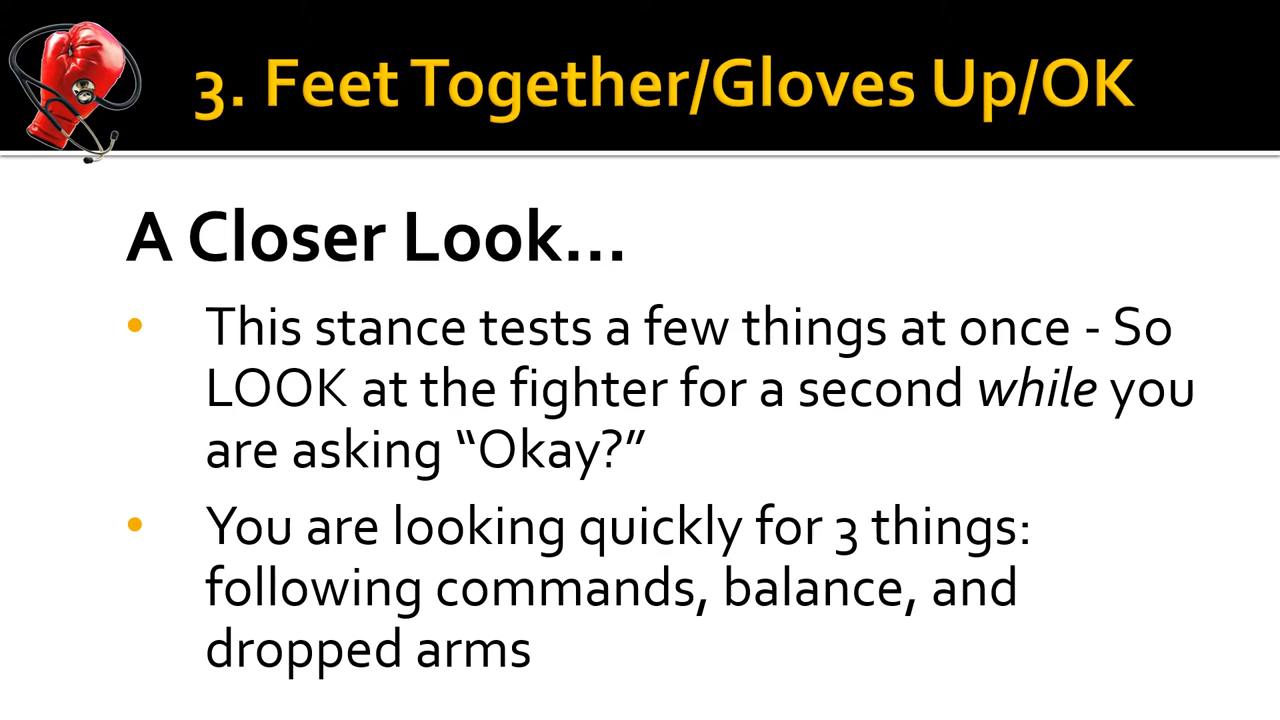 3. Feet Together/Gloves Up/OK
A Closer Look...
• This stance tests a few things at once - So
LOOK at the fighter for a second while you
are asking “Okay?”
• You are looking quickly for 3 things:
following commands, balance, and
dropped arms